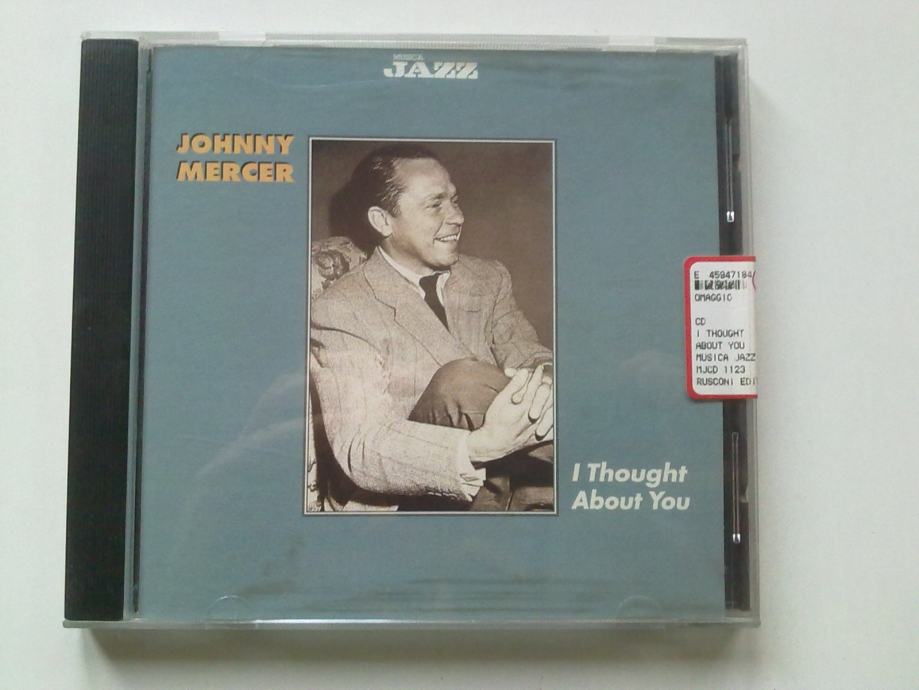 MUSICA
JAZZ
JOHNNY
MERCER
I Thought
About You
E 45947184
OMAGGIO
CD
I THOUGHT
ABOUT YOU
MUSICA JAZZ
MJCD 1123
RUSCONI EDI